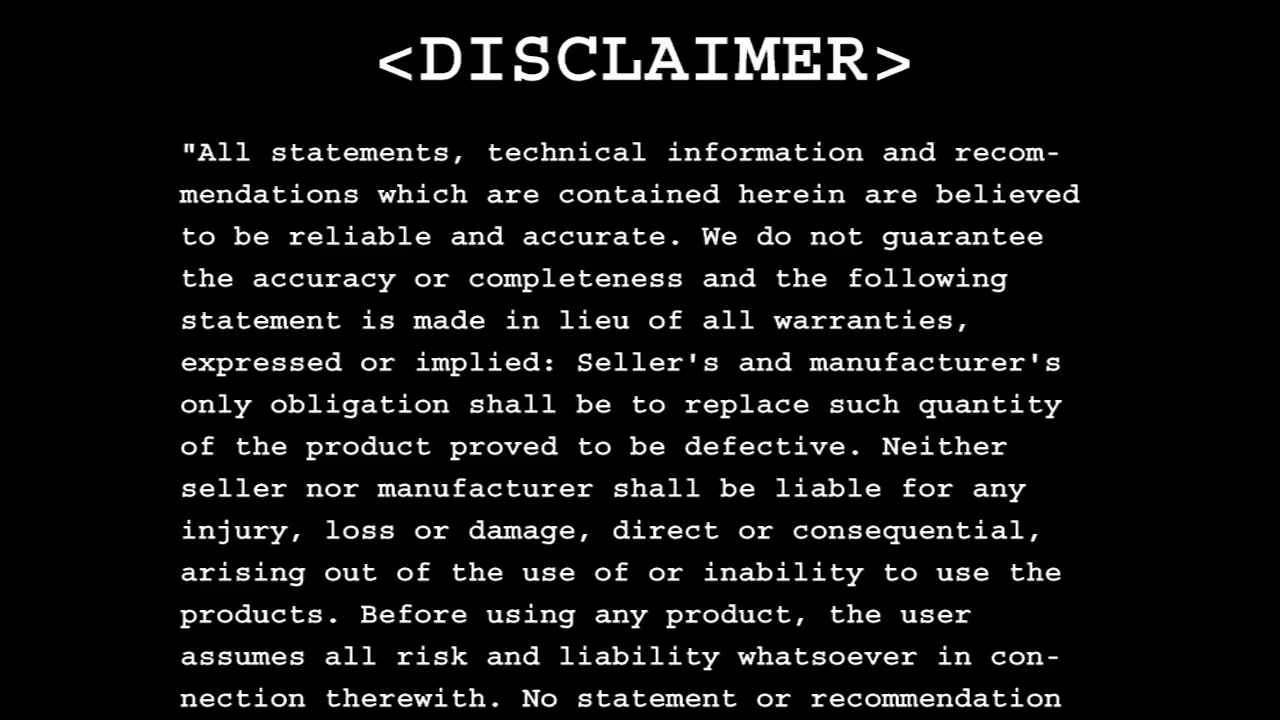 <DISCLAIMER>
"All statements, technical information and recom-
mendations which are contained herein are believed
to be reliable and accurate. We do not guarantee
the accuracy or completeness and the following
statement is made in lieu of all warranties,
expressed or implied: Seller's and manufacturer's
only obligation shall be to replace such quantity
of the product proved to be defective. Neither
seller nor manufacturer shall be liable for any
injury, loss or damage, direct or consequential,
arising out of the use of or inability to use the
products. Before using any product, the user
assumes all risk and liability whatsoever in con-
nection therewith. No statement or recommendation